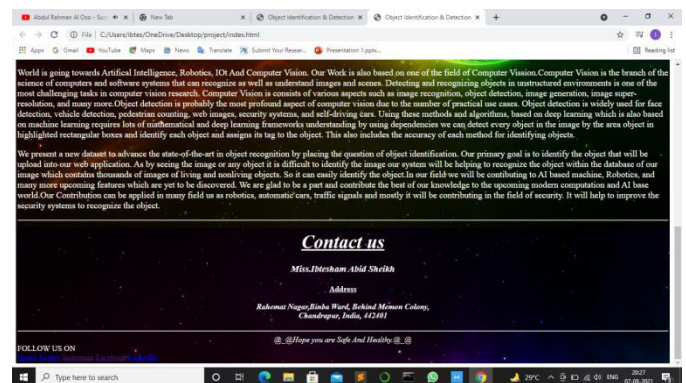 Abdul Rahman Al Ossi - Sur
New Tab
Object Identification & Detection
Object Identification & Detection
File | C:/Users/ibtes/OneDrive/Desktop/project/index.html
Apps Gmail YouTube Maps News Translate Submit Your Resear... Presentation 1.pptx... Reading list
World is going towards Artifical Intelligence, Robotics, IOt And Computer Vision. Our Work is also based on one of the field of Computer Vission.Computer Vision is the branch of the
science of computers and software systems that can recognize as well as understand images and scenes. Detecting and recognizing objects in unstructured environments is one of the
most challenging tasks in computer vision research. Computer Vision is consists of various aspects such as image recognition, object detection, image generation, image super-
resolution, and many more.Object detection is probably the most profound aspect of computer vision due to the number of practical use cases. Object detection is widely used for face
detection, vehicle detection, pedestrian counting, web images, security systems, and self-driving cars. Using these methods and algorithms, based on deep learning which is also based
on machine learning requires lots of mathematical and deep learning frameworks understanding by using dependencies we can detect every object in the image by the area object in
highlighted rectangular boxes and identify each object and assigns its tag to the object. This also includes the accuracy of each method for identifying objects.
We present a new dataset to advance the state-of-the-art in object recognition by placing the question of object identification. Our primary goal is to identify the object that will be
upload into our web application. As by seeing the image or any object it is difficult to identify the image our system will be helping to recognize the object within the database of our
image which contains thousands of images of living and nonliving objects. So it can easily identify the object.In our field we will be contibuting to AI based machine, Robotics, and
many more upcoming features which are yet to be discovered. We are glad to be a part and contribute the best of our knowledge to the upcoming modern computation and AI base
world.Our Contribution can be applied in many field us as robotics, automatic cars, traffic signals and mostly it will be contributing in the field of security. It will help to improve the
security systems to recognize the object.
Contact us
Miss.Ibtesham Abid Sheikh
Address
Rahemat Nagar,Binba Ward, Behind Memon Colony,
Chandrapur, India, 442401
@_@Hope you are Safe And Healthy.@_@
FOLLOW US ON
Type here to search
29°C ENG 20:27
07-08-2021